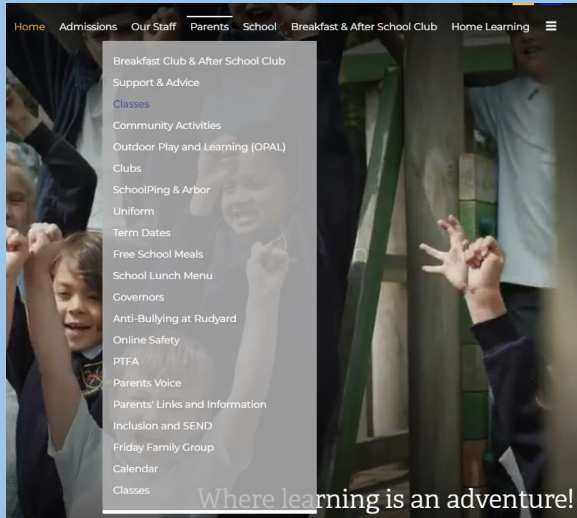 Home Admissions Our Staff Parents School Breakfast & After School Club Home Learning
Breakfast Club & After School Club
Support & Advice
Classes
Community Activities
Outdoor Play and Learning (OPAL)
Clubs
SchoolPing & Arbor
Uniform
Term Dates
Free School Meals
School Lunch Menu
Governors
Anti-Bullying at Rudyard
Online Safety
PTFA
Parents Voice
Parents' Links and Information
Inclusion and SEND
Friday Family Group
Calendar
Classes
Where learning is an adventure!